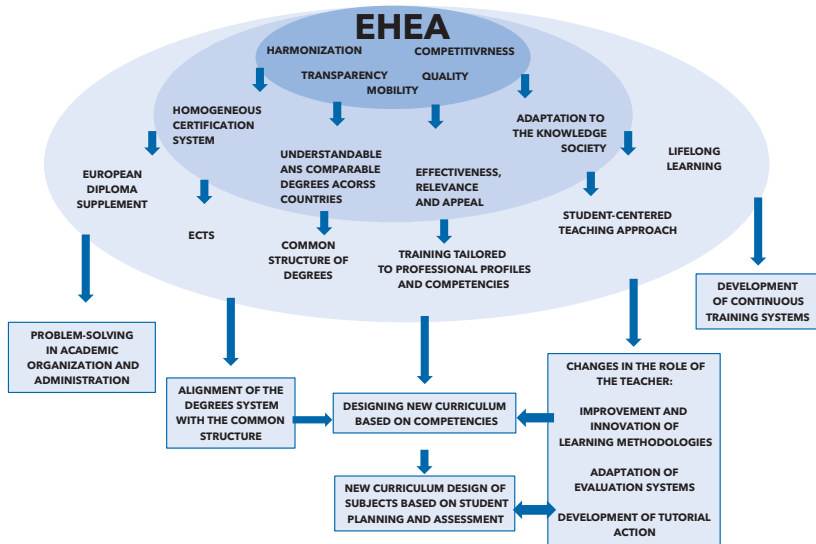 EHEA
HARMONIZATION
COMPETITIVRNESS
TRANSPARENCY
QUALITY
MOBILITY
HOMOGENEOUS
CERTIFICATION
SYSTEM
ADAPTATION TO
THE KNOWLEDGE
SOCIETY
UNDERSTANDABLE
ANS COMPARABLE
DEGREES ACORSS
COUNTRIES
EFFECTIVENESS,
RELEVANCE
AND APPEAL
LIFELONG
LEARNING
EUROPEAN
DIPLOMA
SUPPLEMENT
ECTS
COMMON
STRUCTURE OF
DEGREES
TRAINING TAILORED
TO PROFESSIONAL PROFILES
AND COMPETENCIES
STUDENT-CENTERED
TEACHING APPROACH
DEVELOPMENT
OF CONTINUOUS
TRAINING SYSTEMS
PROBLEM-SOLVING
IN ACADEMIC
ORGANIZATION AND
ADMINISTRATION
ALIGNMENT OF THE
DEGREES SYSTEM
WITH THE COMMON
STRUCTURE
DESIGNING NEW CURRICULUM
BASED ON COMPETENCIES
NEW CURRICULUM DESIGN OF
SUBJECTS BASED ON STUDENT
PLANNING AND ASSESSMENT
CHANGES IN THE ROLE OF
THE TEACHER:
IMPROVEMENT AND
INNOVATION OF
LEARNING METHODOLOGIES
ADAPTATION OF
EVALUATION SYSTEMS
DEVELOPMENT OF TUTORIAL
ACTION